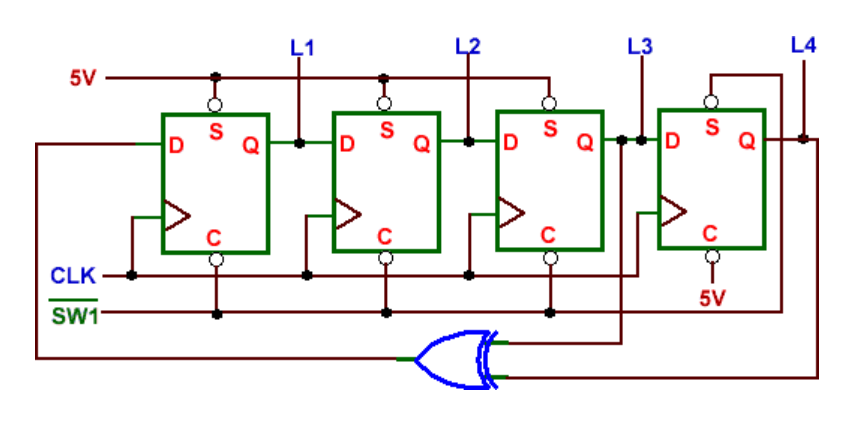 L1 L2 L3 L4
5V
S S S S
D Q D Q D Q D Q
C C C C
CLK
5V
SW1